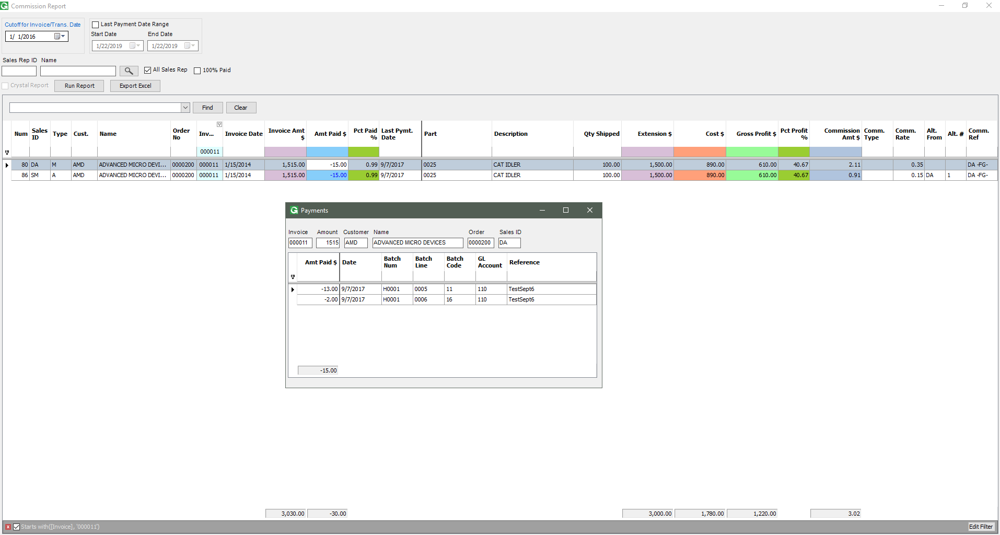 Commission Report
Cutoff for Invoice/Trans. Date
1/ 1/2016
Last Payment Date Range
Start Date End Date
1/22/2019 1/22/2019
Sales Rep ID Name
All Sales Rep 100% Paid
Crystal Report Run Report Export Excel
Find Clear
Num Sales ID Type Cust. Name Order No Inv... Invoice Date Invoice Amt $ Amt Paid $ Pct Paid % Last Pymt. Date Part Description Qty Shipped Extension $ Cost $ Gross Profit $ Pct Profit % Commission Amt $ Comm. Type Comm. Rate Alt. From Alt. # Comm. Ref
000011
80 DA M AMD ADVANCED MICRO DEVI... 0000200 000011 1/15/2014 1,515.00 -15.00 0.99 9/7/2017 0025 CAT IDLER 100.00 1,500.00 890.00 610.00 40.67 2.11 0.35 DA -FG-
86 SM A AMD ADVANCED MICRO DEVI... 0000200 000011 1/15/2014 1,515.00 -15.00 0.99 9/7/2017 0025 CAT IDLER 100.00 1,500.00 890.00 610.00 40.67 0.91 0.15 DA 1 DA -FG-
Payments
Invoice Amount Customer Name Order Sales ID
000011 1515 AMD ADVANCED MICRO DEVICES 0000200 DA
Amt Paid $ Date Batch Num Batch Line Batch Code GL Account Reference
-13.00 9/7/2017 H0001 0005 11 110 TestSept6
-2.00 9/7/2017 H0001 0006 16 110 TestSept6
-15.00
3,030.00 -30.00 3,000.00 1,780.00 1,220.00 3.02
Starts with([Invoice], '000011') Edit Filter